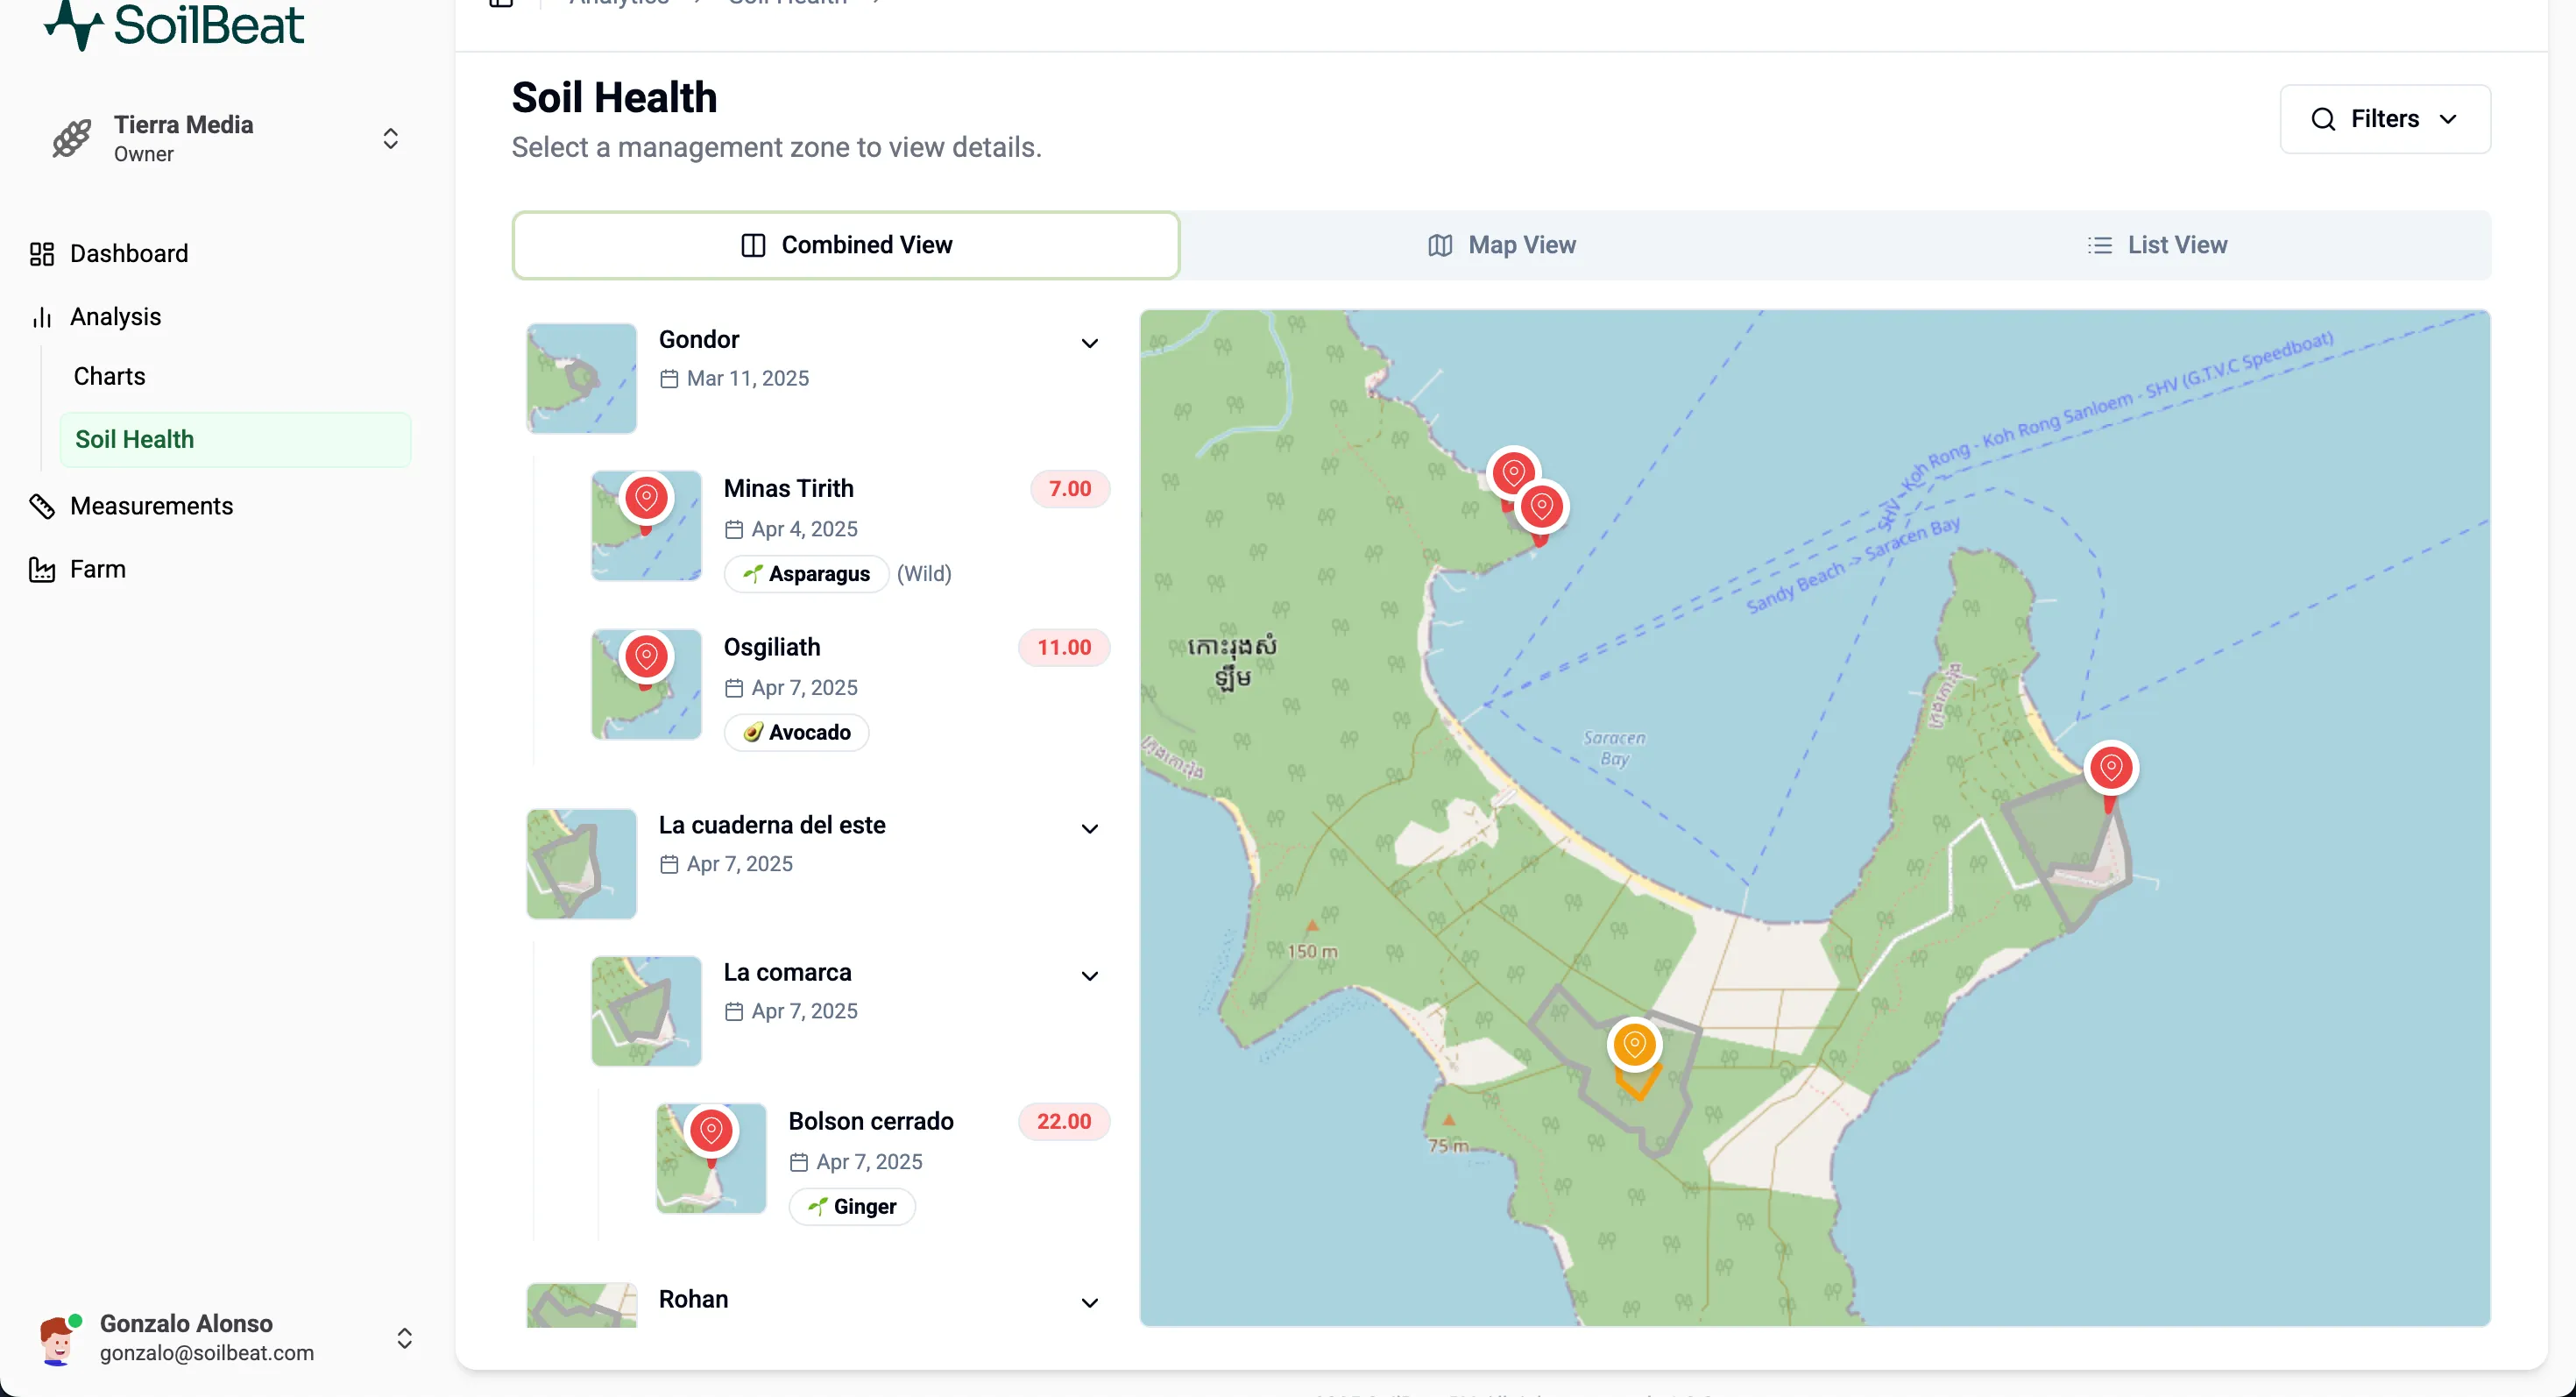 SoilBeat
Tierra Media
Owner
Dashboard
Analysis
Charts
Soil Health
Measurements
Farm
Gonzalo Alonso
gonzalo@soilbeat.com
Soil Health
Select a management zone to view details.
Filters
Combined View
Map View
List View
Gondor
Mar 11, 2025
Minas Tirith
7.00
Apr 4, 2025
Asparagus (Wild)
Osgiliath
11.00
Apr 7, 2025
Avocado
La cuaderna del este
Apr 7, 2025
La comarca
Apr 7, 2025
Bolson cerrado
22.00
Apr 7, 2025
Ginger
Rohan
SHV - Koh Rong - Koh Rong Sanloem - SHV (G.T.V.C Speedboat)
Sandy Beach -> Saracen Bay
កោះរ៉ុងសំ
ឡឹម
Saracen
Bay
150 m
75 m